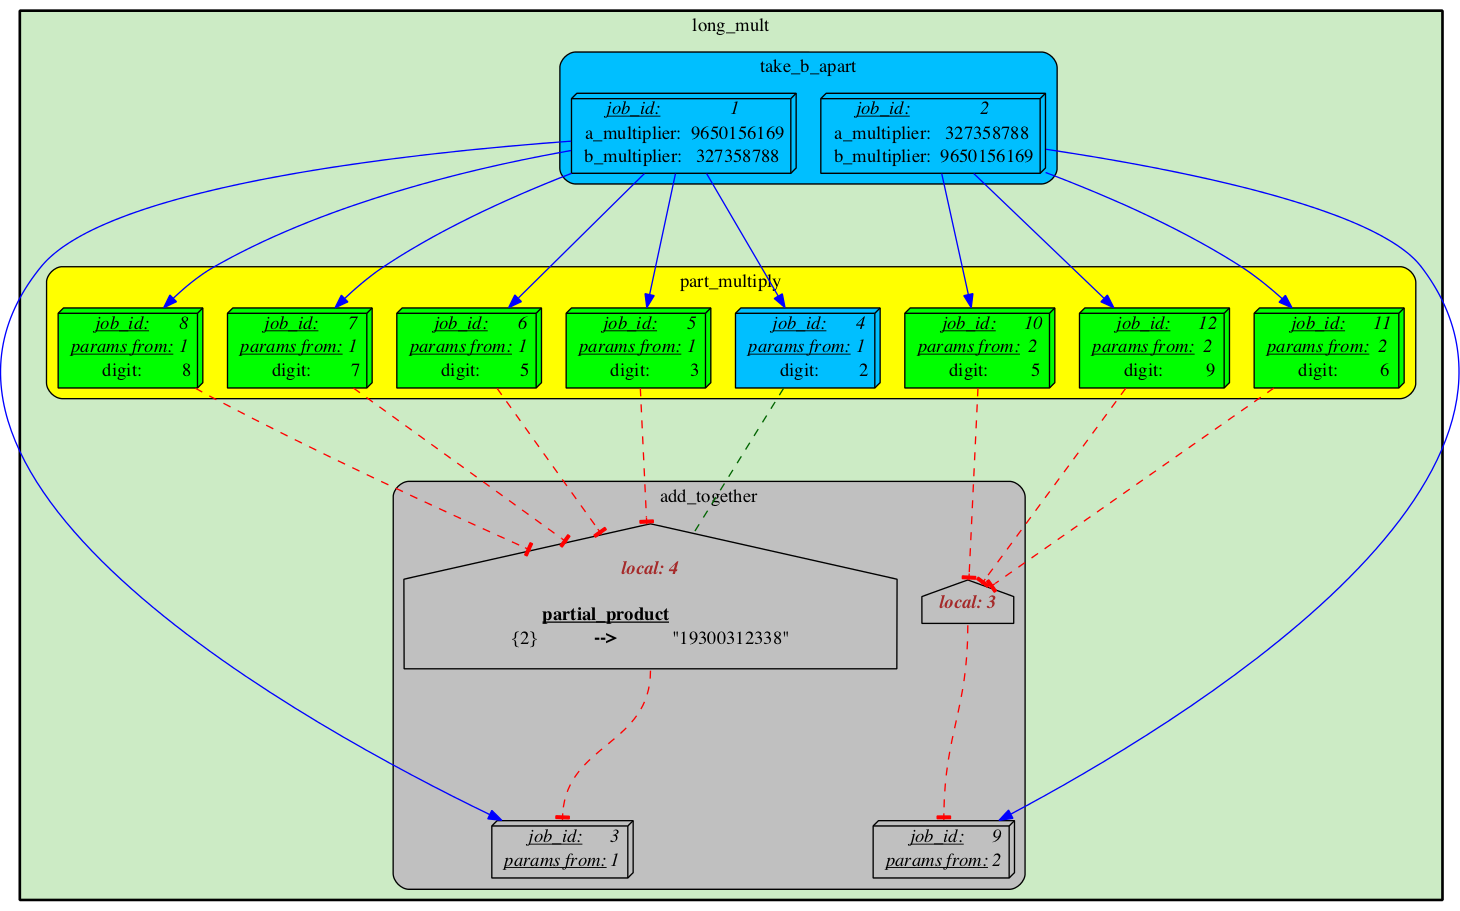 long_mult
take_b_apart
job_id: 1
a_multiplier: 9650156169
b_multiplier: 327358788
job_id: 2
a_multiplier: 327358788
b_multiplier: 9650156169
part_multiply
job_id: 8
params from: 1
digit: 8
job_id: 7
params from: 1
digit: 7
job_id: 6
params from: 1
digit: 5
job_id: 5
params from: 1
digit: 3
job_id: 4
params from: 1
digit: 2
job_id: 10
params from: 2
digit: 5
job_id: 12
params from: 2
digit: 9
job_id: 11
params from: 2
digit: 6
add_together
local: 4
partial_product
{2} --> "19300312338"
local: 3
job_id: 3
params from: 1
job_id: 9
params from: 2